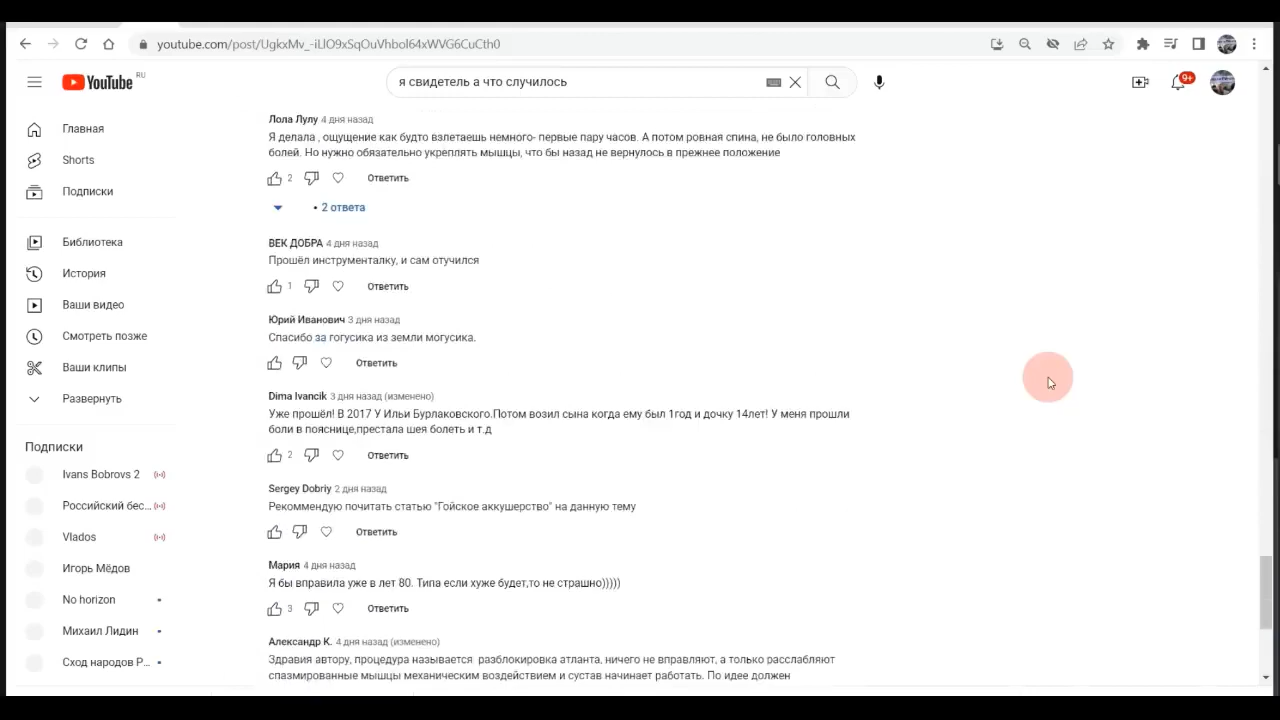 youtube.com/post/UgkxMv_-iLlO9xSqOuVhbol64xWVG6CuCth0
YouTube RU
я свидетель а что случилось
9+
Главная
Shorts
Подписки
Библиотека
История
Ваши видео
Смотреть позже
Ваши клипы
Развернуть
Подписки
Ivans Bobrovs 2
Российский бес...
Vlados
Игорь Мёдов
No horizon
Михаил Лидин
Сход народов Р...
Лола Лулу 4 дня назад
Я делала , ощущение как будто взлетаешь немного- первые пару часов. А потом ровная спина, не было головных
болей. Но нужно обязательно укреплять мышцы, что бы назад не вернулось в прежнее положение
2 Ответить
• 2 ответа
ВЕК ДОБРА 4 дня назад
Прошёл инструменталку, и сам отучился
1 Ответить
Юрий Иванович 3 дня назад
Спасибо за гогусика из земли могусика.
Ответить
Dima Ivancik 3 дня назад (изменено)
Уже прошёл! В 2017 У Ильи Бурлаковского.Потом возил сына когда ему был 1год и дочку 14лет! У меня прошли
боли в пояснице,престала шея болеть и т.д
2 Ответить
Sergey Dobriy 2 дня назад
Рекоммендую почитать статью "Гойское аккушерство" на данную тему
Ответить
Мария 4 дня назад
Я бы вправила уже в лет 80. Типа если хуже будет,то не страшно)))))
3 Ответить
Александр К. 4 дня назад (изменено)
Здравия автору, процедура называется разблокировка атланта, ничего не вправляют, а только расслабляют
спазмированные мышцы механическим воздействием и сустав начинает работать. По идее должен